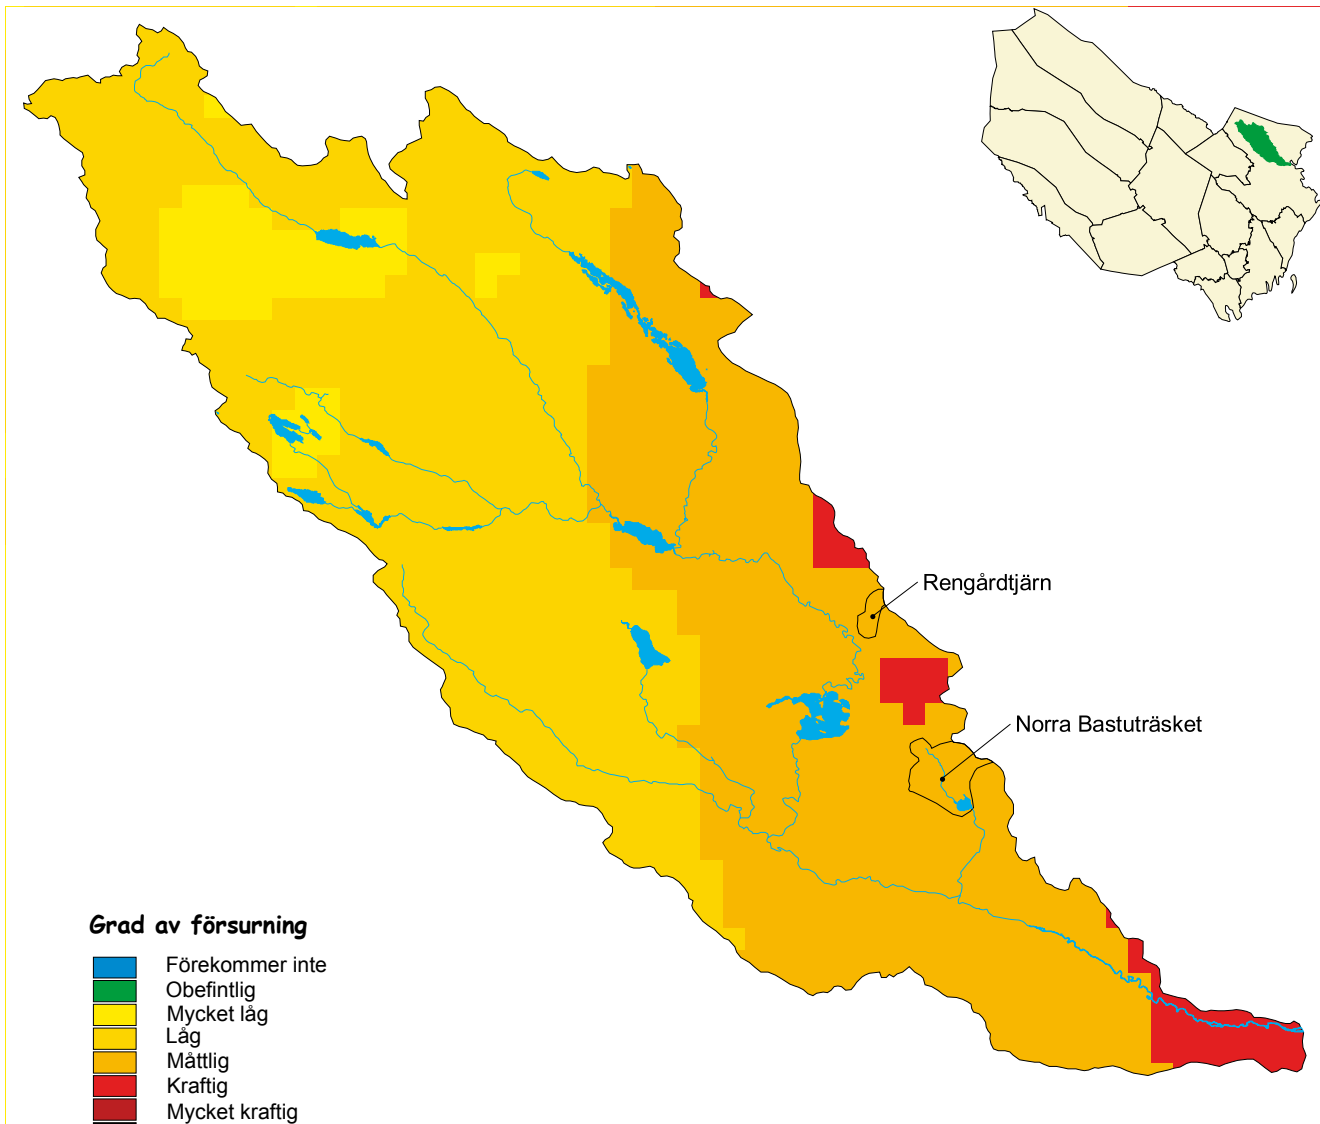 Rengårdtjärn
Norra Bastuträsket
Grad av försurning
Förekommer inte
Obefintlig
Mycket låg
Låg
Måttlig
Kraftig
Mycket kraftig